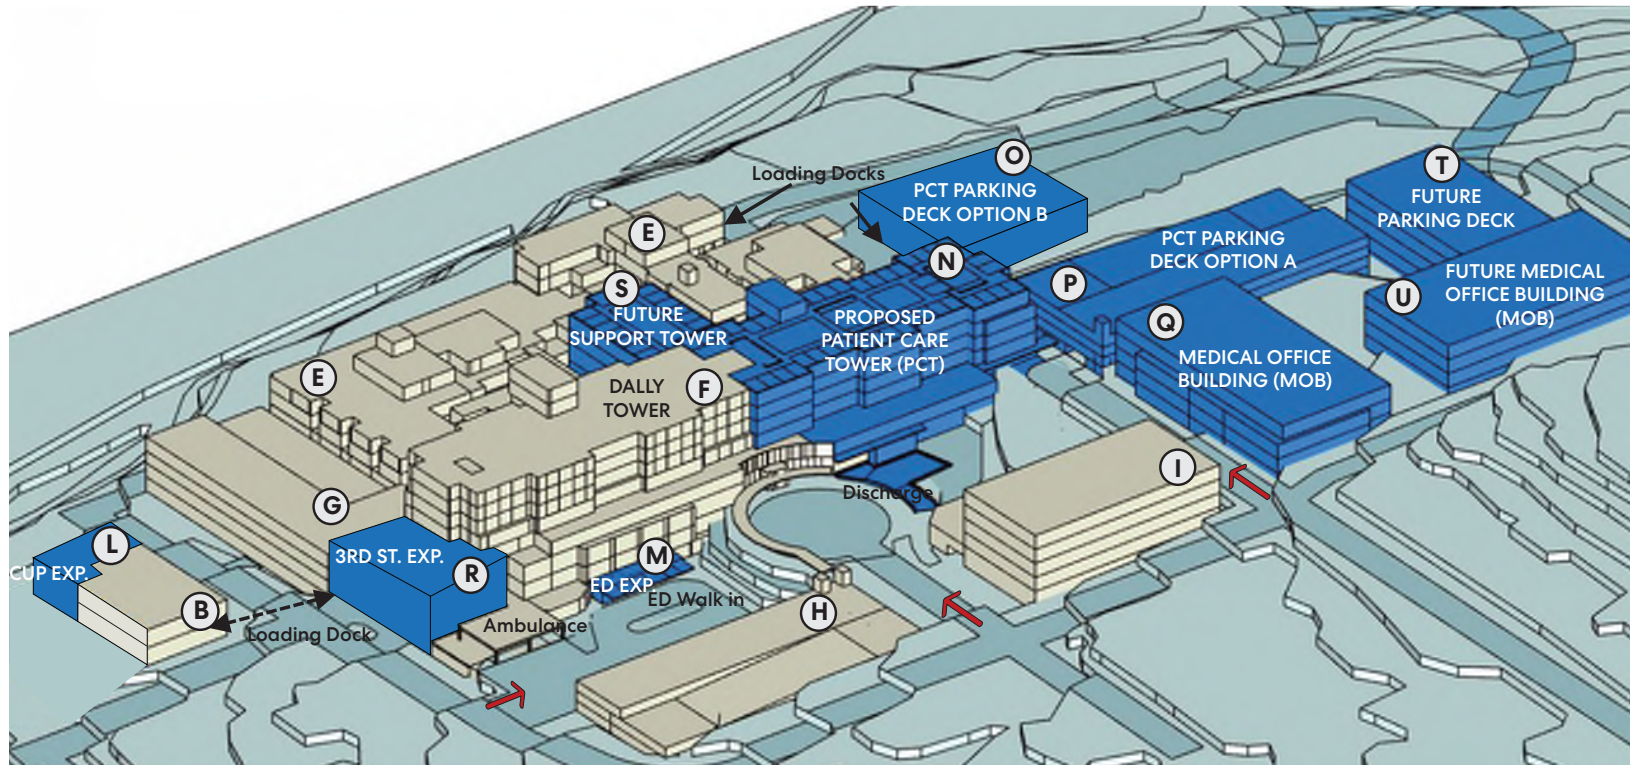 O
Loading Docks
PCT PARKING
DECK OPTION B
T
FUTURE
PARKING DECK
E
N
PCT PARKING
DECK OPTION A
S
FUTURE
SUPPORT TOWER
P
U
FUTURE MEDICAL
OFFICE BUILDING
(MOB)
PROPOSED
PATIENT CARE
TOWER (PCT)
Q
MEDICAL OFFICE
BUILDING (MOB)
E
DALLY
TOWER
F
I
Discharge
G
L
CUP EXP.
3RD ST. EXP.
R
M
ED EXP.
ED Walk in
B
Loading Dock
Ambulance
H